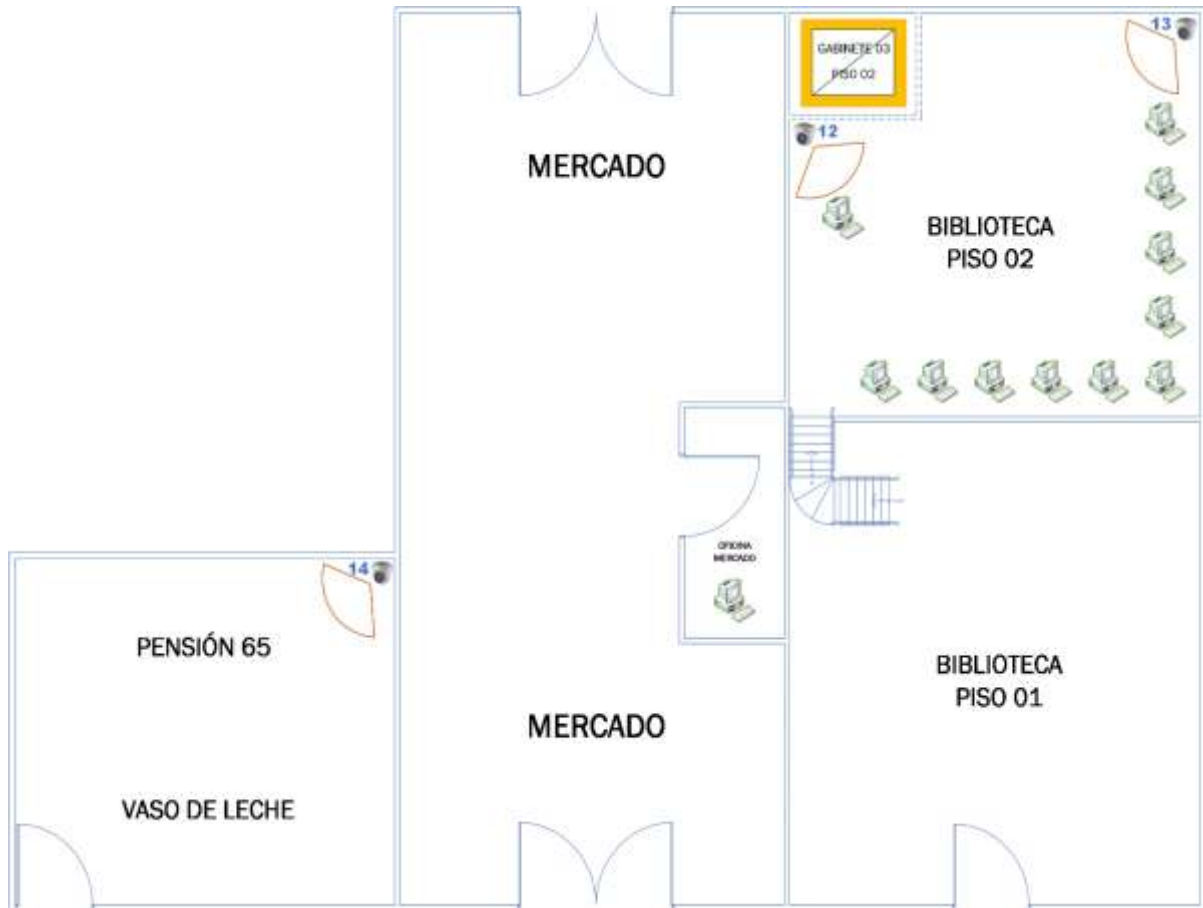 13
GABINETE 03
PISO 02
12
MERCADO
BIBLIOTECA
PISO 02
OFICINA
MERCADO
14
PENSIÓN 65
BIBLIOTECA
PISO 01
MERCADO
VASO DE LECHE